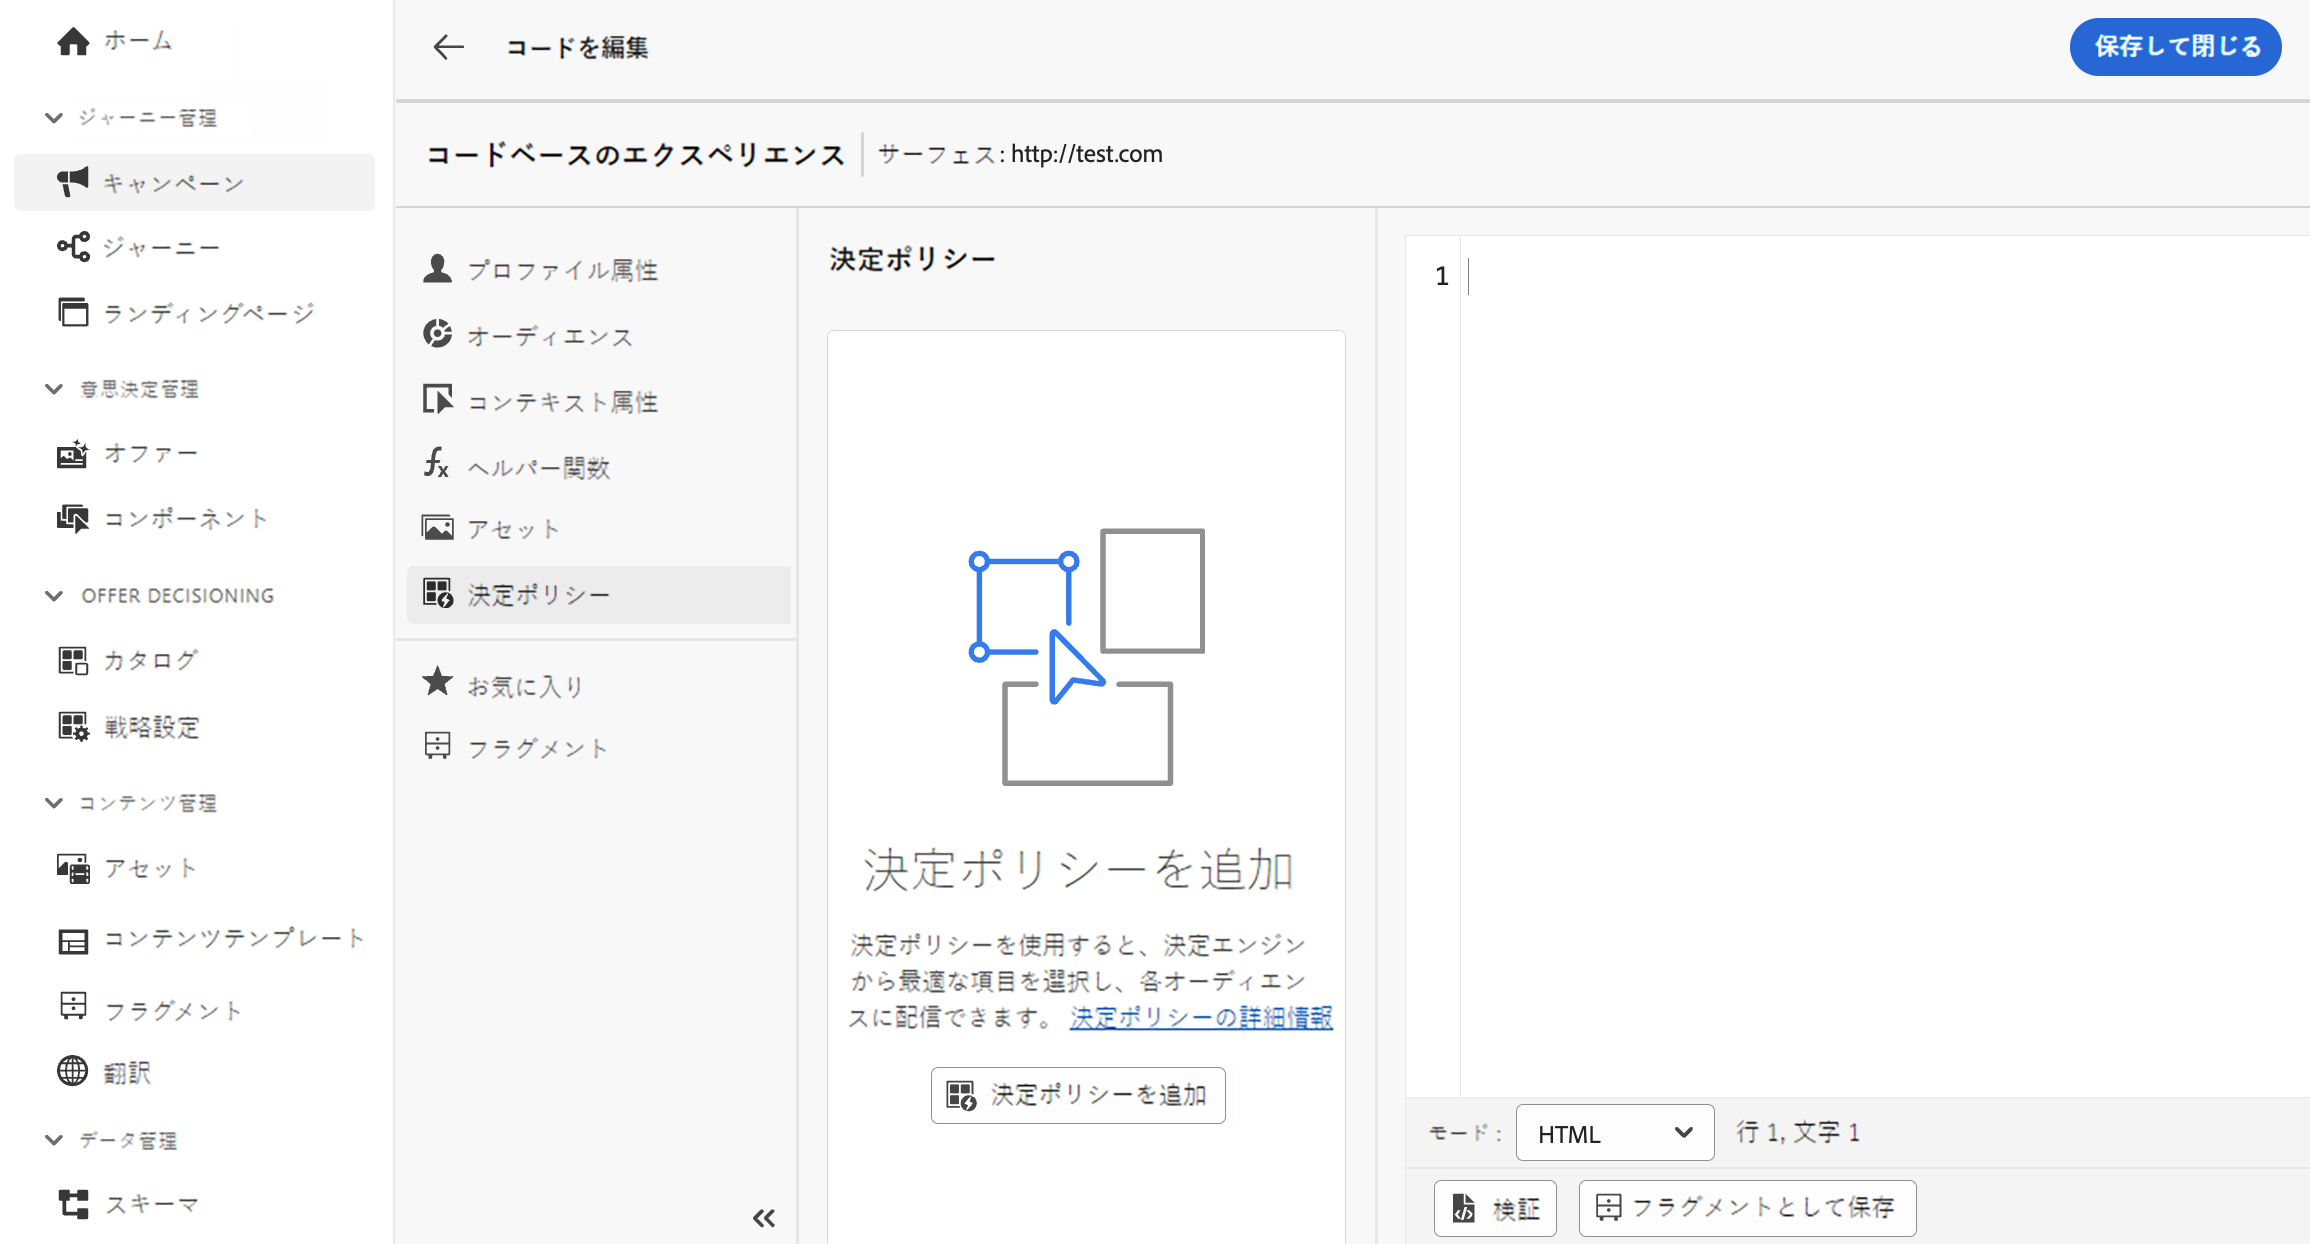 ホーム
ジャーニー管理
キャンペーン
ジャーニー
ランディングページ
意思決定管理
オファー
コンポーネント
OFFER DECISIONING
カタログ
戦略設定
コンテンツ管理
アセット
コンテンツテンプレート
フラグメント
翻訳
データ管理
スキーマ
コードを編集
保存して閉じる
コードベースのエクスペリエンス
サーフェス: http://test.com
プロファイル属性
オーディエンス
コンテキスト属性
ヘルパー関数
アセット
決定ポリシー
お気に入り
フラグメント
決定ポリシー
決定ポリシーを追加
決定ポリシーを使用すると、決定エンジン
から最適な項目を選択し、各オーディエン
スに配信できます。 決定ポリシーの詳細情報
決定ポリシーを追加
1
モード: HTML 行 1, 文字 1
検証 フラグメントとして保存